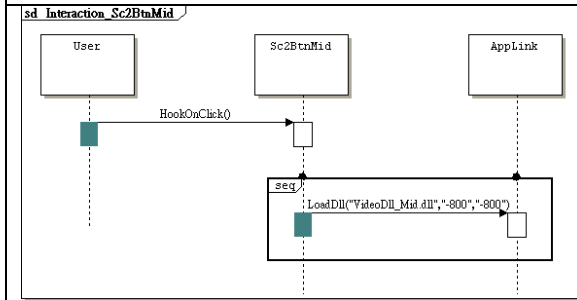 sd Interaction_Sc2BtnMid
User
Sc2BtnMid
AppLink
HookOnClick()
seq
LoadDll("VideoDll_Mid.dll","-800","-800")